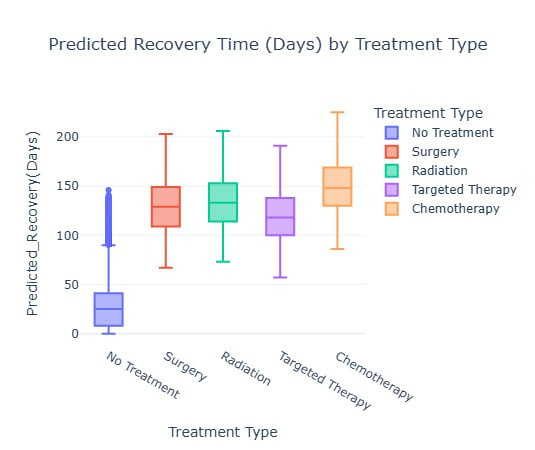 Predicted Recovery Time (Days) by Treatment Type
Treatment Type
No Treatment
Surgery
Radiation
Targeted Therapy
Chemotherapy
Predicted_Recovery(Days)
200
150
100
50
0
No Treatment
Surgery
Radiation
Targeted Therapy
Chemotherapy
Treatment Type